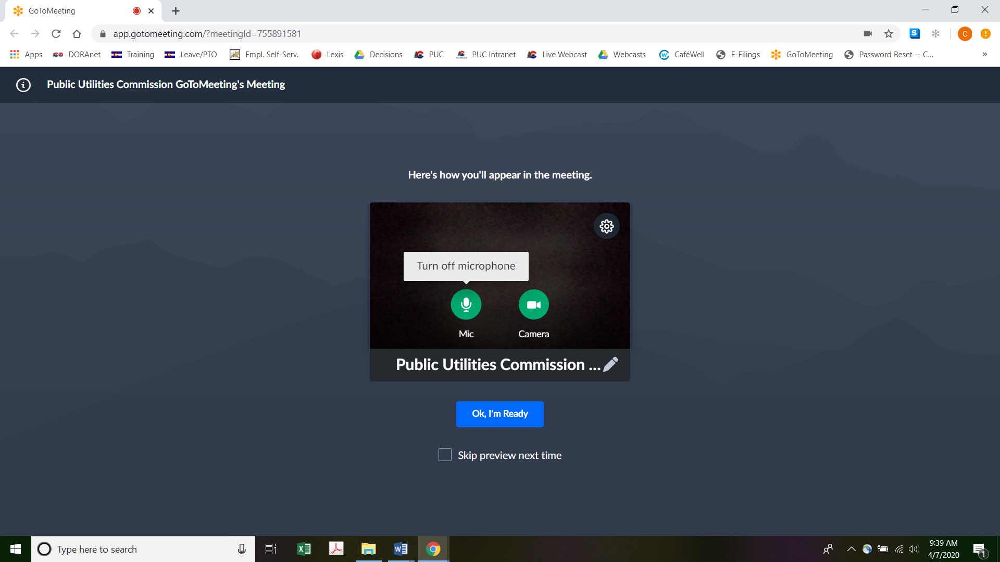 GoToMeeting
app.gotomeeting.com/?meetingId=755891581
S
C
Apps DORAnet Training Leave/PTO Empl. Self-Serv. Lexis Decisions PUC PUC Intranet Live Webcast Webcasts CaféWell E-Filings GoToMeeting Password Reset -- C... »
Public Utilities Commission GoToMeeting's Meeting
Here's how you'll appear in the meeting.
Turn off microphone
Mic Camera
Public Utilities Commission ...
Ok, I'm Ready
Skip preview next time
Type here to search
9:39 AM
4/7/2020
1